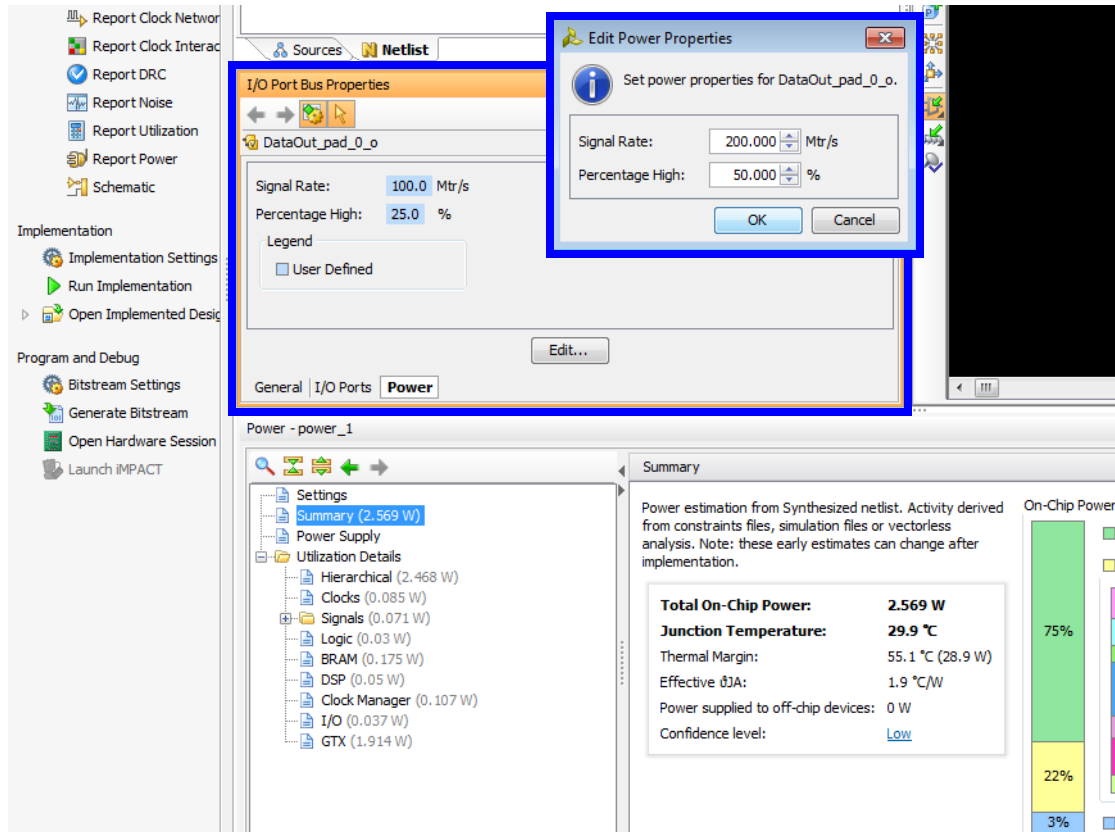 Report Clock Networ
Report Clock Interac
Report DRC
Report Noise
Report Utilization
Report Power
Schematic
Implementation
Implementation Settings
Run Implementation
Open Implemented Desig
Program and Debug
Bitstream Settings
Generate Bitstream
Open Hardware Session
Launch iMPACT
Sources Netlist
I/O Port Bus Properties
DataOut_pad_0_o
Signal Rate: 100.0 Mtr/s
Percentage High: 25.0 %
Legend
User Defined
Edit...
General I/O Ports Power
Edit Power Properties
Set power properties for DataOut_pad_0_o.
Signal Rate: 200.000 Mtr/s
Percentage High: 50.000 %
OK Cancel
Power - power_1
Settings
Summary (2.569 W)
Power Supply
Utilization Details
Hierarchical (2.468 W)
Clocks (0.085 W)
Signals (0.071 W)
Logic (0.03 W)
BRAM (0.175 W)
DSP (0.05 W)
Clock Manager (0.107 W)
I/O (0.037 W)
GTX (1.914 W)
Summary
Power estimation from Synthesized netlist. Activity derived
from constraints files, simulation files or vectorless
analysis. Note: these early estimates can change after
implementation.
Total On-Chip Power: 2.569 W
Junction Temperature: 29.9 °C
Thermal Margin: 55.1 °C (28.9 W)
Effective ϑJA: 1.9 °C/W
Power supplied to off-chip devices: 0 W
Confidence level: Low
On-Chip Power
75%
22%
3%